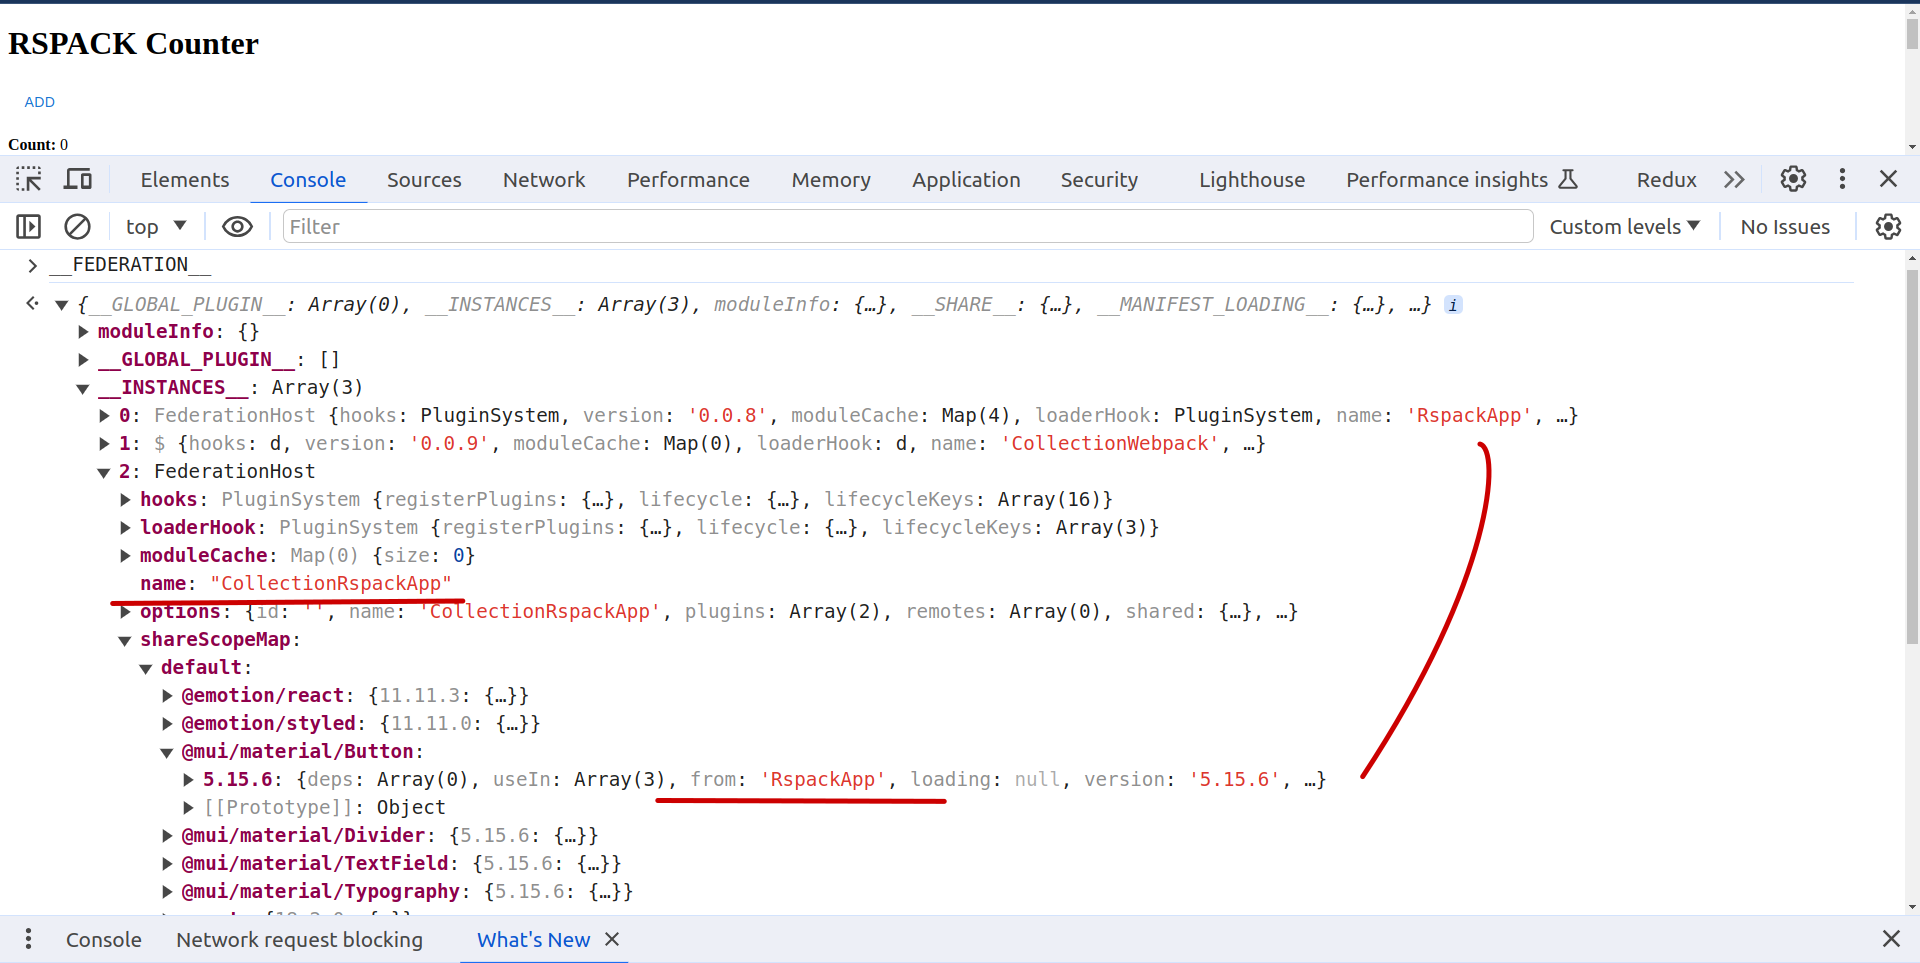 RSPACK Counter
ADD
Count: 0
Elements Console Sources Network Performance Memory Application Security Lighthouse Performance insights Redux
top Filter Custom levels No Issues
__FEDERATION__
{__GLOBAL_PLUGIN__: Array(0), __INSTANCES__: Array(3), moduleInfo: {…}, __SHARE__: {…}, __MANIFEST_LOADING__: {…}, …} i
moduleInfo: {}
__GLOBAL_PLUGIN__: []
__INSTANCES__: Array(3)
0: FederationHost {hooks: PluginSystem, version: '0.0.8', moduleCache: Map(4), loaderHook: PluginSystem, name: 'RspackApp', …}
1: $ {hooks: d, version: '0.0.9', moduleCache: Map(0), loaderHook: d, name: 'CollectionWebpack', …}
2: FederationHost
hooks: PluginSystem {registerPlugins: {…}, lifecycle: {…}, lifecycleKeys: Array(16)}
loaderHook: PluginSystem {registerPlugins: {…}, lifecycle: {…}, lifecycleKeys: Array(3)}
moduleCache: Map(0) {size: 0}
name: "CollectionRspackApp"
options: {id: '', name: 'CollectionRspackApp', plugins: Array(2), remotes: Array(0), shared: {…}, …}
shareScopeMap:
default:
@emotion/react: {11.11.3: {…}}
@emotion/styled: {11.11.0: {…}}
@mui/material/Button:
5.15.6: {deps: Array(0), useIn: Array(3), from: 'RspackApp', loading: null, version: '5.15.6', …}
[[Prototype]]: Object
@mui/material/Divider: {5.15.6: {…}}
@mui/material/TextField: {5.15.6: {…}}
@mui/material/Typography: {5.15.6: {…}}
Console Network request blocking What's New